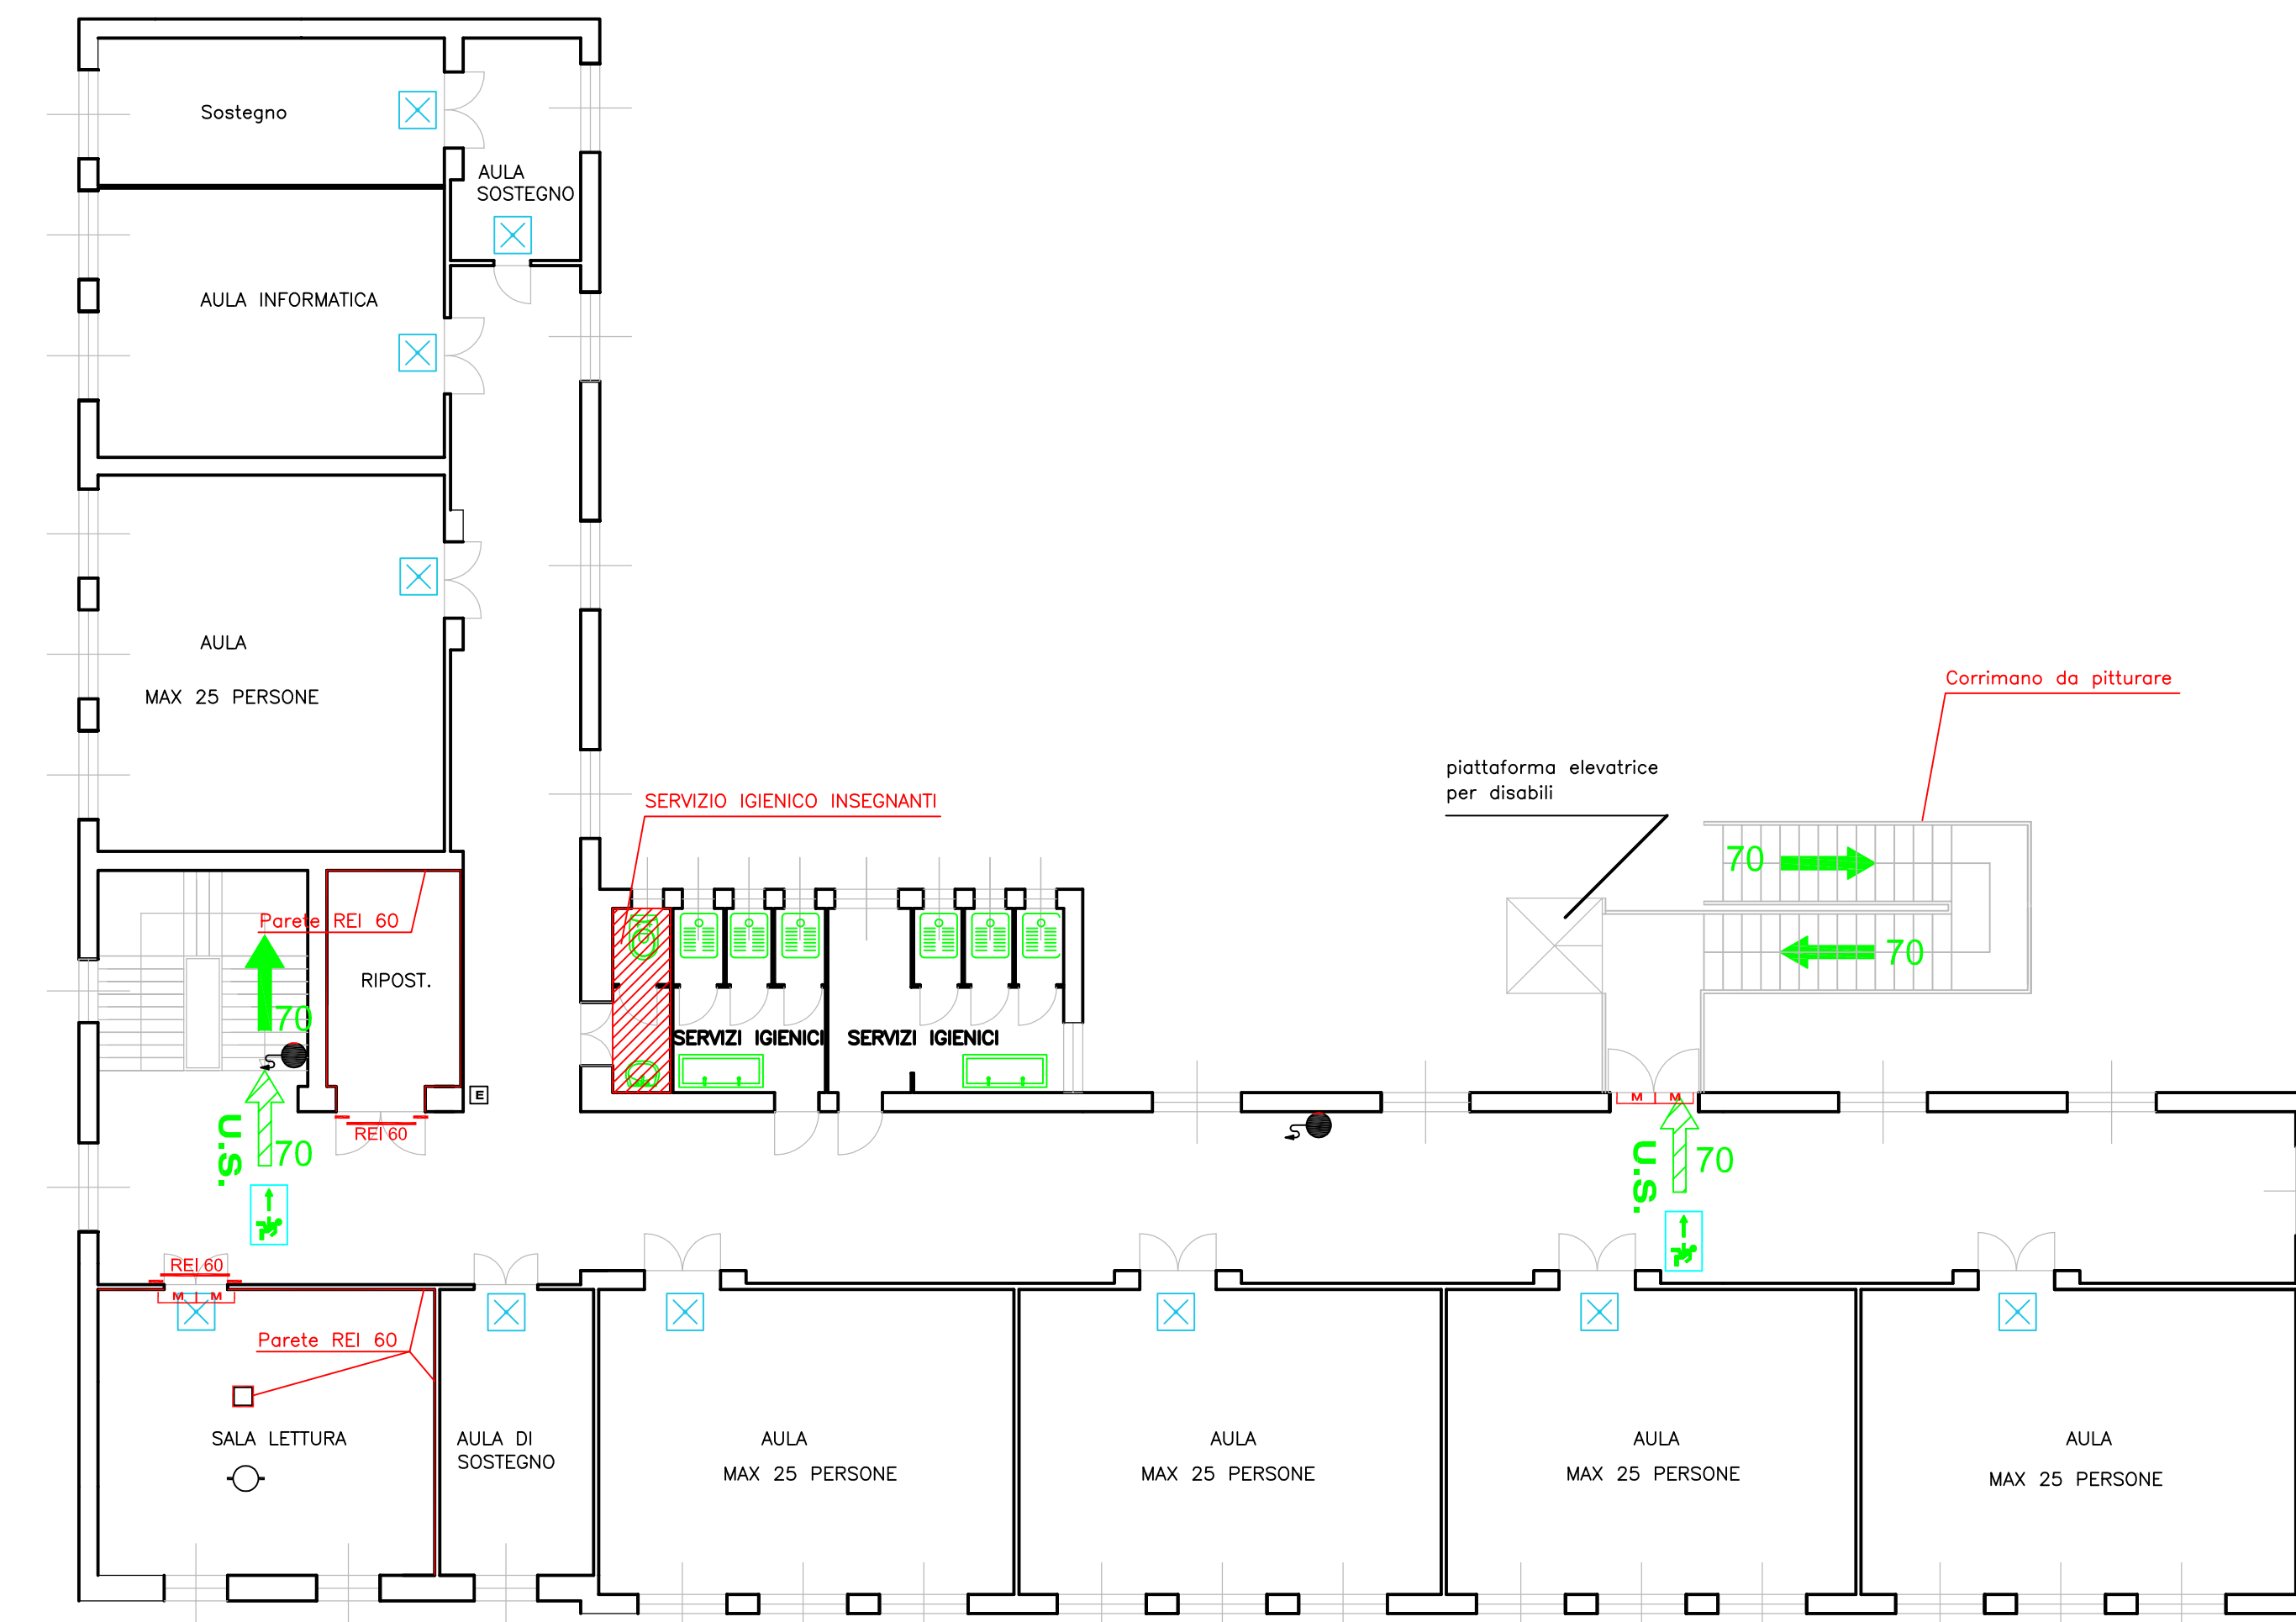 Sostegno
AULA
SOSTEGNO
AULA INFORMATICA
AULA
MAX 25 PERSONE
Corrimano da pitturare
piattaforma elevatrice
per disabili
SERVIZIO IGIENICO INSEGNANTI
70
Parete REI 60
70
RIPOST.
70
SERVIZI IGIENICI
SERVIZI IGIENICI
E
M M
REI 60
U.S.
70
U.S.
70
REI 60
M M
Parete REI 60
SALA LETTURA
AULA DI
SOSTEGNO
AULA
MAX 25 PERSONE
AULA
MAX 25 PERSONE
AULA
MAX 25 PERSONE
AULA
MAX 25 PERSONE